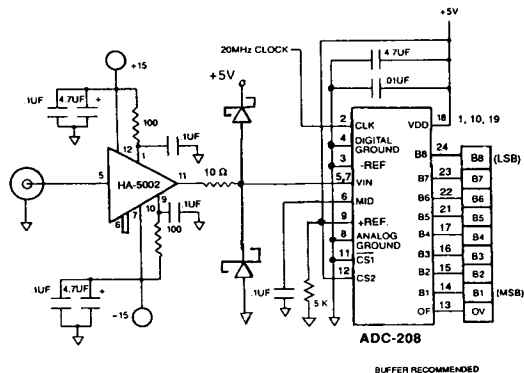 +5V
20MHz CLOCK
4.7UF
.01UF
+15
.1UF
4.7UF
+
100
.1UF
12
1
5
HA-5002
11
10 Ω
+5V
6
7
10
9
.1UF
100
.1UF
4.7UF
+
-15
.1UF
5 K
2 CLK
4 DIGITAL GROUND
3 -REF
5,7 VIN
6 MID
9 +REF.
8 ANALOG GROUND
11 CS1
12 CS2
VDD 18 1, 10, 19
B8 24 B8 (LSB)
B7 23 B7
B6 22 B6
B5 21 B5
B4 17 B4
B3 16 B3
B2 15 B2
B1 14 B1 (MSB)
OF 13 OV
ADC-208
BUFFER RECOMMENDED